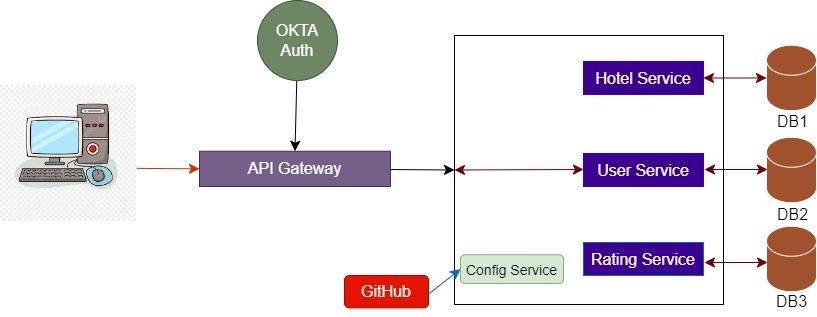 OKTA
Auth
Hotel Service
DB1
API Gateway
User Service
DB2
Config Service
Rating Service
GitHub
DB3